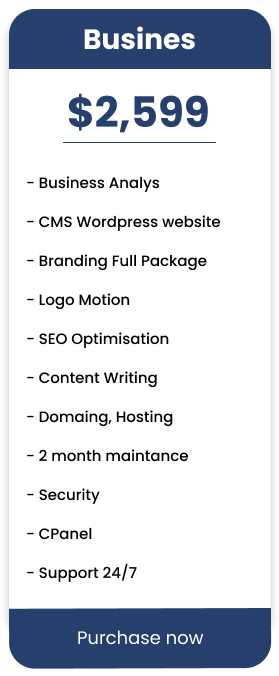 Busines
$2,599
- Business Analys
- CMS Wordpress website
- Branding Full Package
- Logo Motion
- SEO Optimisation
- Content Writing
- Domaing, Hosting
- 2 month maintance
- Security
- CPanel
- Support 24/7
Purchase now